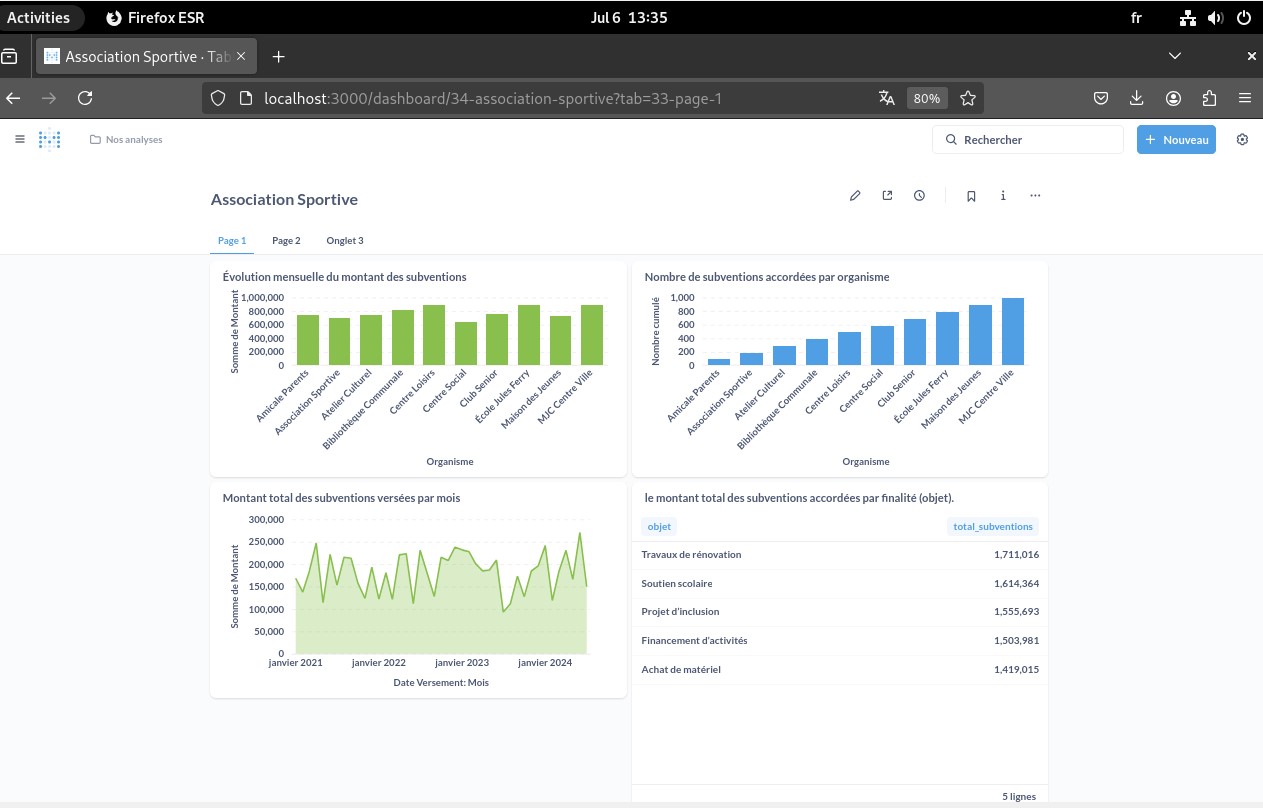 Activities Firefox ESR Jul 6 13:35 fr
Association Sportive · Tab
localhost:3000/dashboard/34-association-sportive?tab=33-page-1 80%
Nos analyses Rechercher + Nouveau
Association Sportive
Page 1 Page 2 Onglet 3
Évolution mensuelle du montant des subventions
Somme de Montant
1,000,000
800,000
600,000
400,000
200,000
0
Amicale Parents
Association Sportive
Atelier Culturel
Bibliothèque Communale
Centre Loisirs
Centre Social
Club Senior
École Jules Ferry
Maison des Jeunes
MJC Centre Ville
Organisme
Nombre de subventions accordées par organisme
Nombre cumulé
1,000
800
600
400
200
0
Amicale Parents
Association Sportive
Atelier Culturel
Bibliothèque Communale
Centre Loisirs
Centre Social
Club Senior
École Jules Ferry
Maison des Jeunes
MJC Centre Ville
Organisme
Montant total des subventions versées par mois
Somme de Montant
300,000
250,000
200,000
150,000
100,000
50,000
0
janvier 2021 janvier 2022 janvier 2023 janvier 2024
Date Versement: Mois
le montant total des subventions accordées par finalité (objet).
objet total_subventions
Travaux de rénovation 1,711,016
Soutien scolaire 1,614,364
Projet d'inclusion 1,555,693
Financement d'activités 1,503,981
Achat de matériel 1,419,015
5 lignes